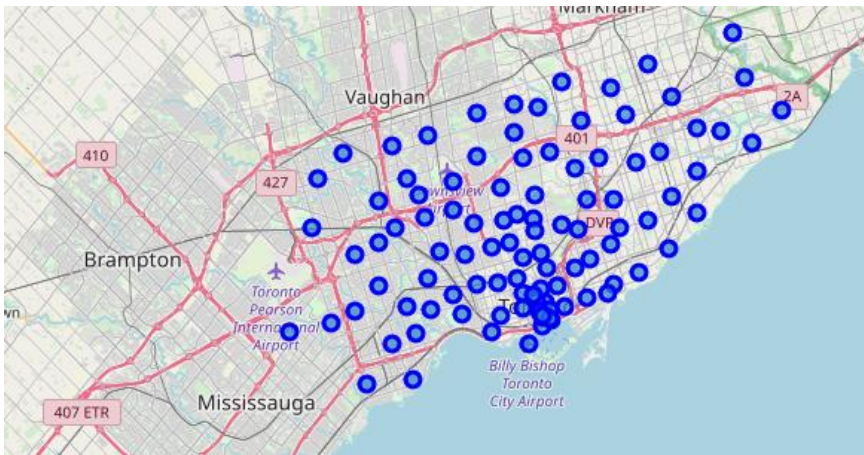 Markham
2A
Vaughan
401
410
427
DVP
Brampton
Toronto
Pearson
International
Airport
Billy Bishop
Toronto
City Airport
Mississauga
407 ETR